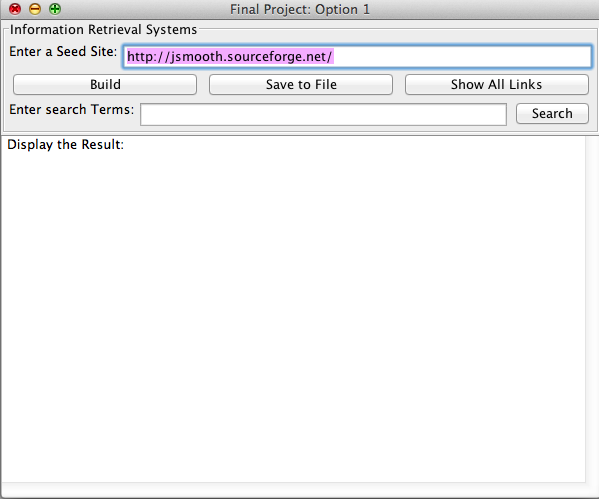 Final Project: Option 1
Information Retrieval Systems
Enter a Seed Site: http://jsmooth.sourceforge.net/
Build Save to File Show All Links
Enter search Terms: Search
Display the Result: